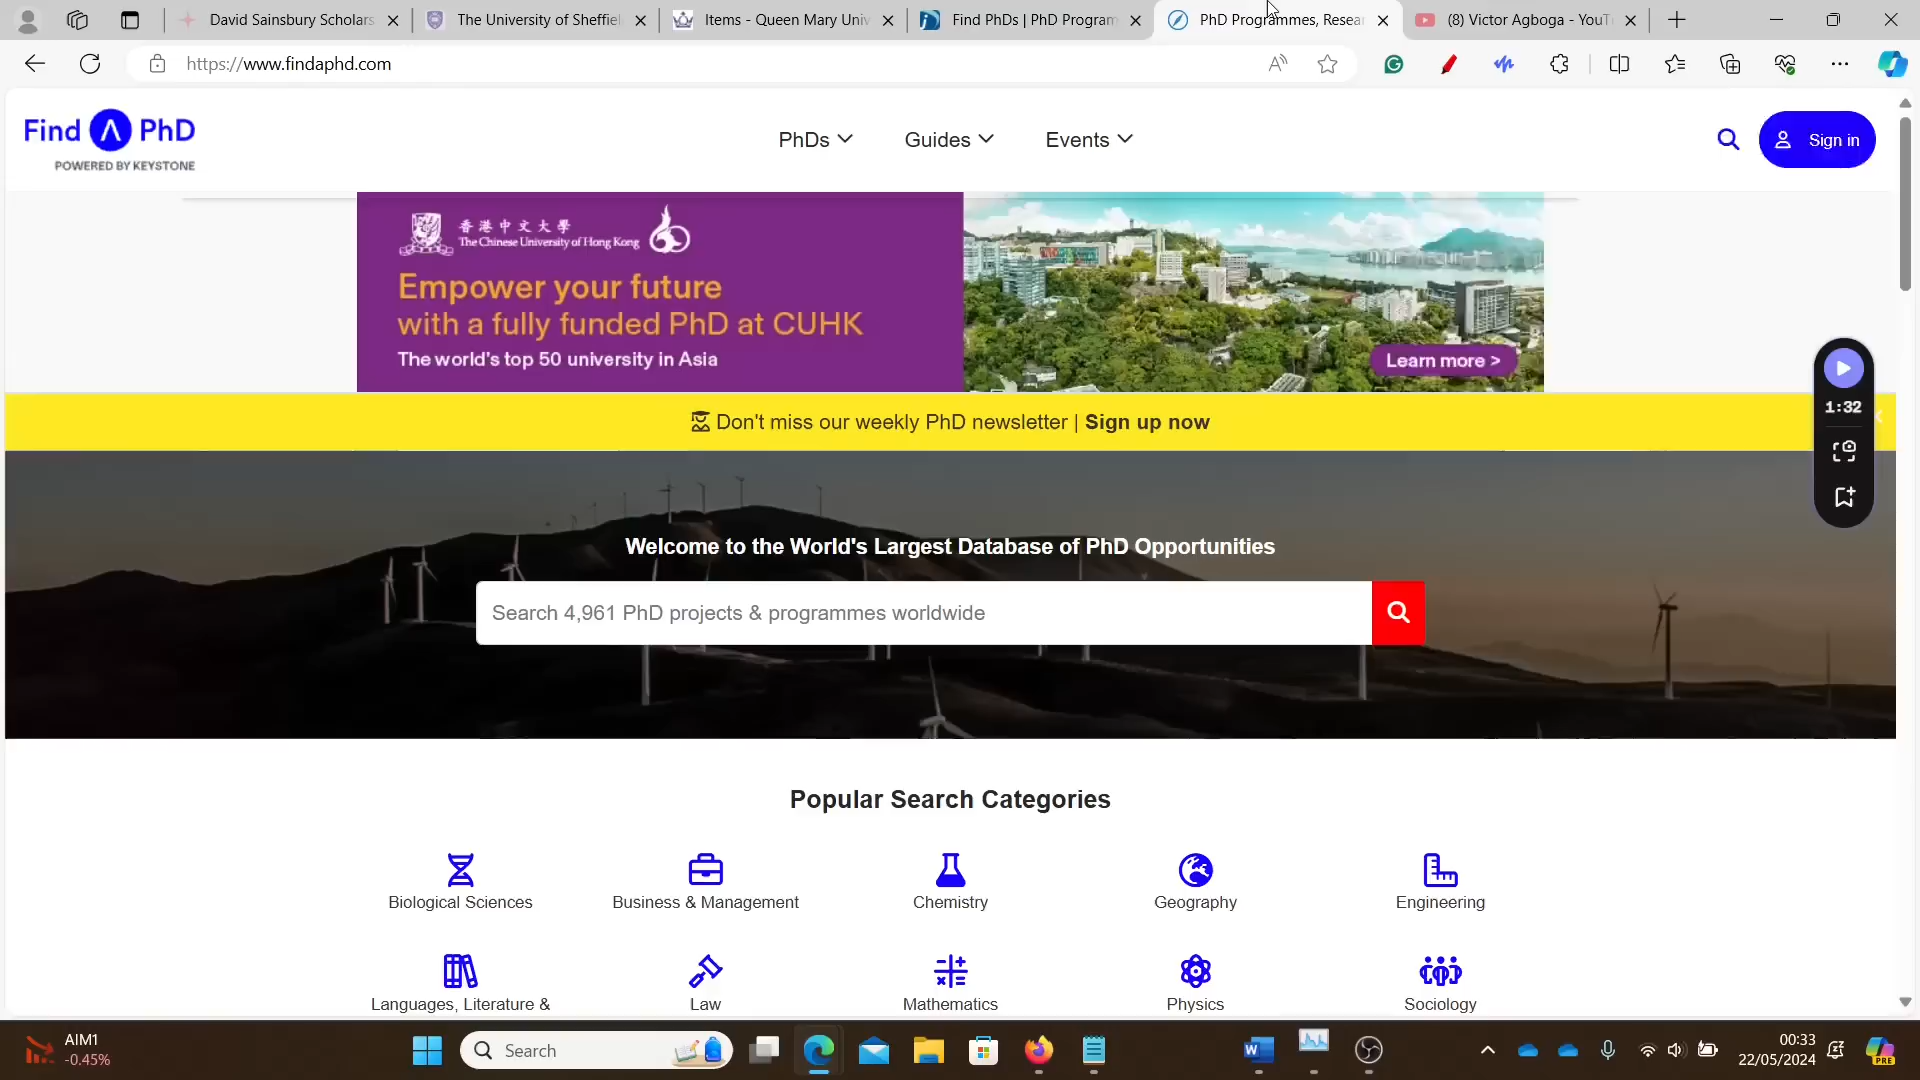 David Sainsbury Scholars
The University of Sheffiel
Items - Queen Mary Univ
Find PhDs | PhD Program
PhD Programmes, Resear
(8) Victor Agboga - YouTu
https://www.findaphd.com
Find A PhD
POWERED BY KEYSTONE
PhDs
Guides
Events
Sign in
香港中文大學
The Chinese University of Hong Kong
Empower your future
with a fully funded PhD at CUHK
The world's top 50 university in Asia
Learn more >
Don't miss our weekly PhD newsletter | Sign up now
1:32
Welcome to the World's Largest Database of PhD Opportunities
Search 4,961 PhD projects & programmes worldwide
Popular Search Categories
Biological Sciences
Business & Management
Chemistry
Geography
Engineering
Languages, Literature &
Law
Mathematics
Physics
Sociology
AIM1
-0.45%
Search
00:33
22/05/2024
PRE